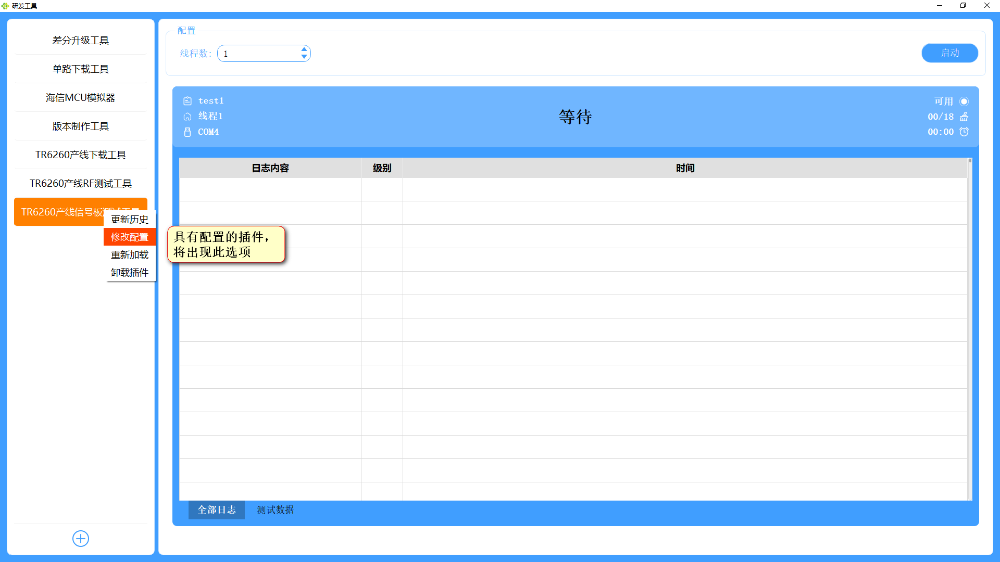 研发工具
差分升级工具
单路下载工具
海信MCU模拟器
版本制作工具
TR6260产线下载工具
TR6260产线RF测试工具
TR6260产线信号板测试工具
更新历史
修改配置
重新加载
卸载插件
配置
线程数：
1
启动
test1
线程1
COM4
等待
可用
00/18
00:00
日志内容
级别
时间
具有配置的插件，
将出现此选项
全部日志
测试数据